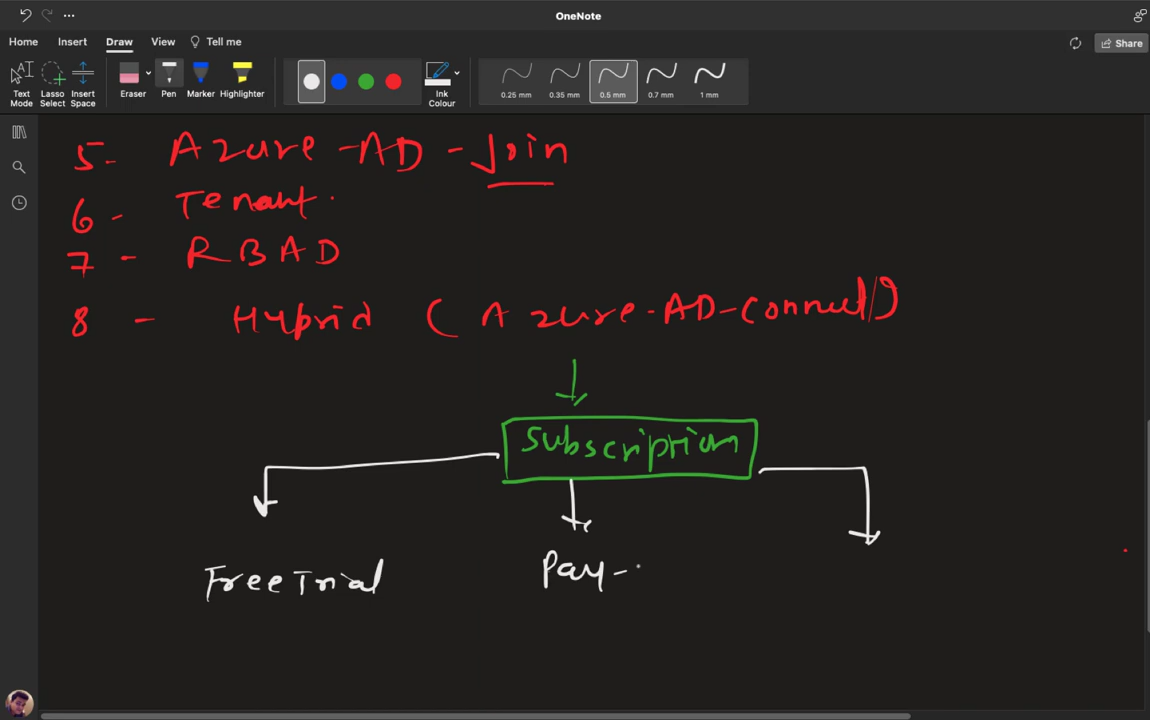 OneNote
Home Insert Draw View Tell me
Share
Text Mode
Lasso Select
Insert Space
Eraser
Pen
Marker
Highlighter
Ink Colour
0.25 mm
0.35 mm
0.5 mm
0.7 mm
1 mm
5- Azure-AD-Join
6- Tenant.
7- RBAD
8- Hybrid (Azure-AD-Connect)
Subscription
Free Trial
Pay-